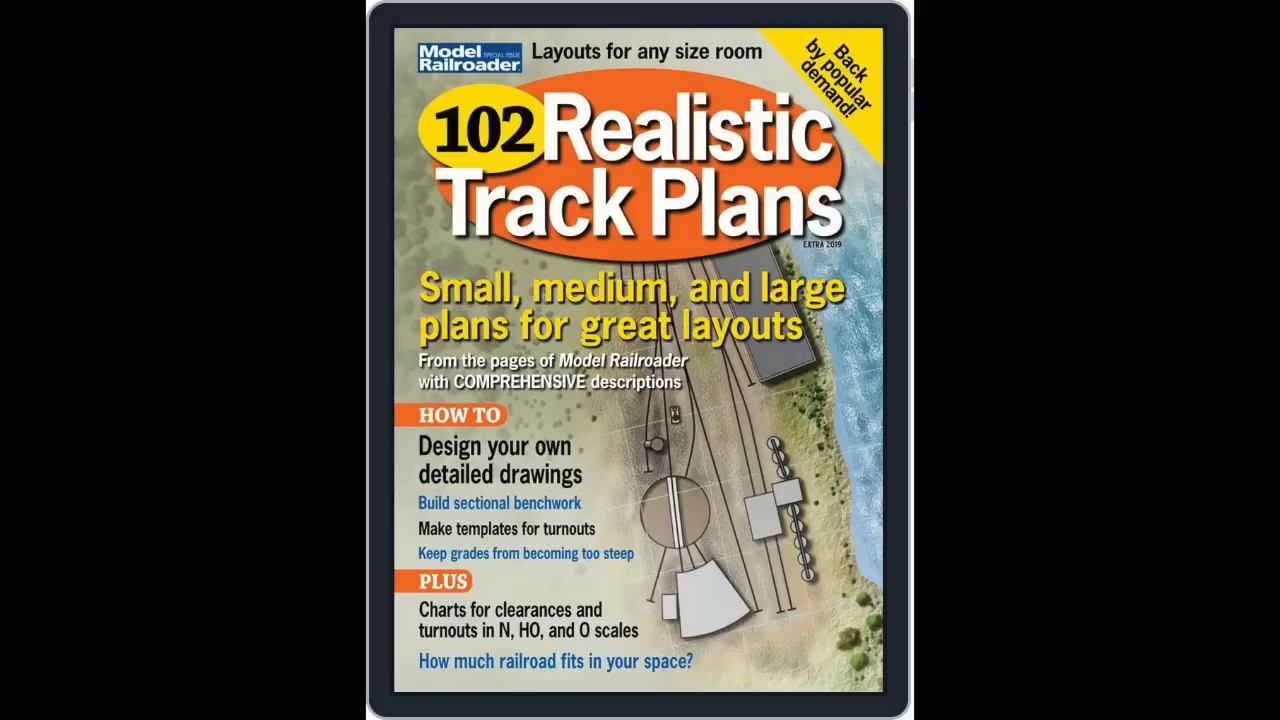 Model SPECIAL ISSUE
Railroader
Layouts for any size room
Back
by popular
demand!
102 Realistic
Track Plans
EXTRA 2019
Small, medium, and large
plans for great layouts
From the pages of Model Railroader
with COMPREHENSIVE descriptions
HOW TO
Design your own
detailed drawings
Build sectional benchwork
Make templates for turnouts
Keep grades from becoming too steep
PLUS
Charts for clearances and
turnouts in N, HO, and O scales
How much railroad fits in your space?